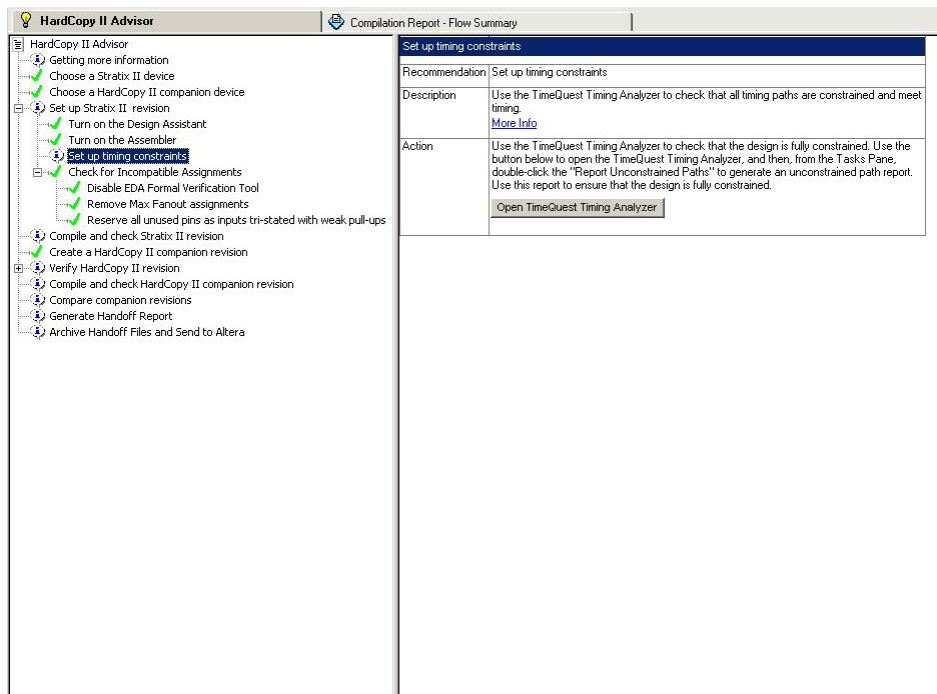 HardCopy II Advisor
Compilation Report - Flow Summary
HardCopy II Advisor
Getting more information
Choose a Stratix II device
Choose a HardCopy II companion device
Set up Stratix II revision
Turn on the Design Assistant
Turn on the Assembler
Set up timing constraints
Check for Incompatible Assignments
Disable EDA Formal Verification Tool
Remove Max Fanout assignments
Reserve all unused pins as inputs tri-stated with weak pull-ups
Compile and check Stratix II revision
Create a HardCopy II companion revision
Verify HardCopy II revision
Compile and check HardCopy II companion revision
Compare companion revisions
Generate Handoff Report
Archive Handoff Files and Send to Altera
Set up timing constraints
Recommendation Set up timing constraints
Description Use the TimeQuest Timing Analyzer to check that all timing paths are constrained and meet
timing.
More Info
Action Use the TimeQuest Timing Analyzer to check that the design is fully constrained. Use the
button below to open the TimeQuest Timing Analyzer, and then, from the Tasks Pane,
double-click the "Report Unconstrained Paths" to generate an unconstrained path report.
Use this report to ensure that the design is fully constrained.
Open TimeQuest Timing Analyzer